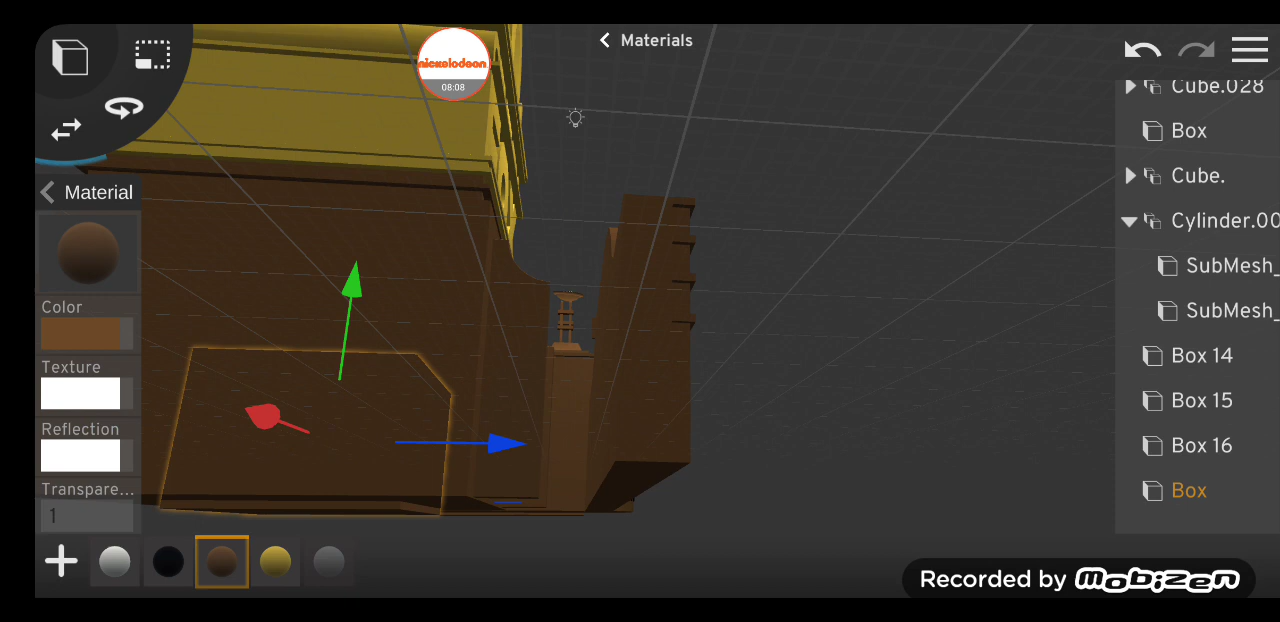 Materials
nickelodeon
08:08
Cube.028
Box
Cube.
Cylinder.00
SubMesh_
SubMesh_
Box 14
Box 15
Box 16
Box
Material
Color
Texture
Reflection
Transpare...
1
Recorded by mobizen